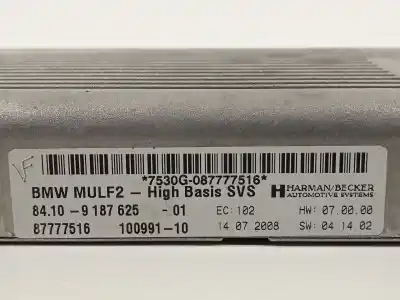 VF
*7530G-087777516*
BMW MULF2 - High Basis SVS
HARMAN/BECKER
AUTOMOTIVE SYSTEMS
84.10 - 9 187 625 - 01 EC: 102 HW: 07.00.00
87777516 100991-10 14.07.2008 SW: 04 14 02